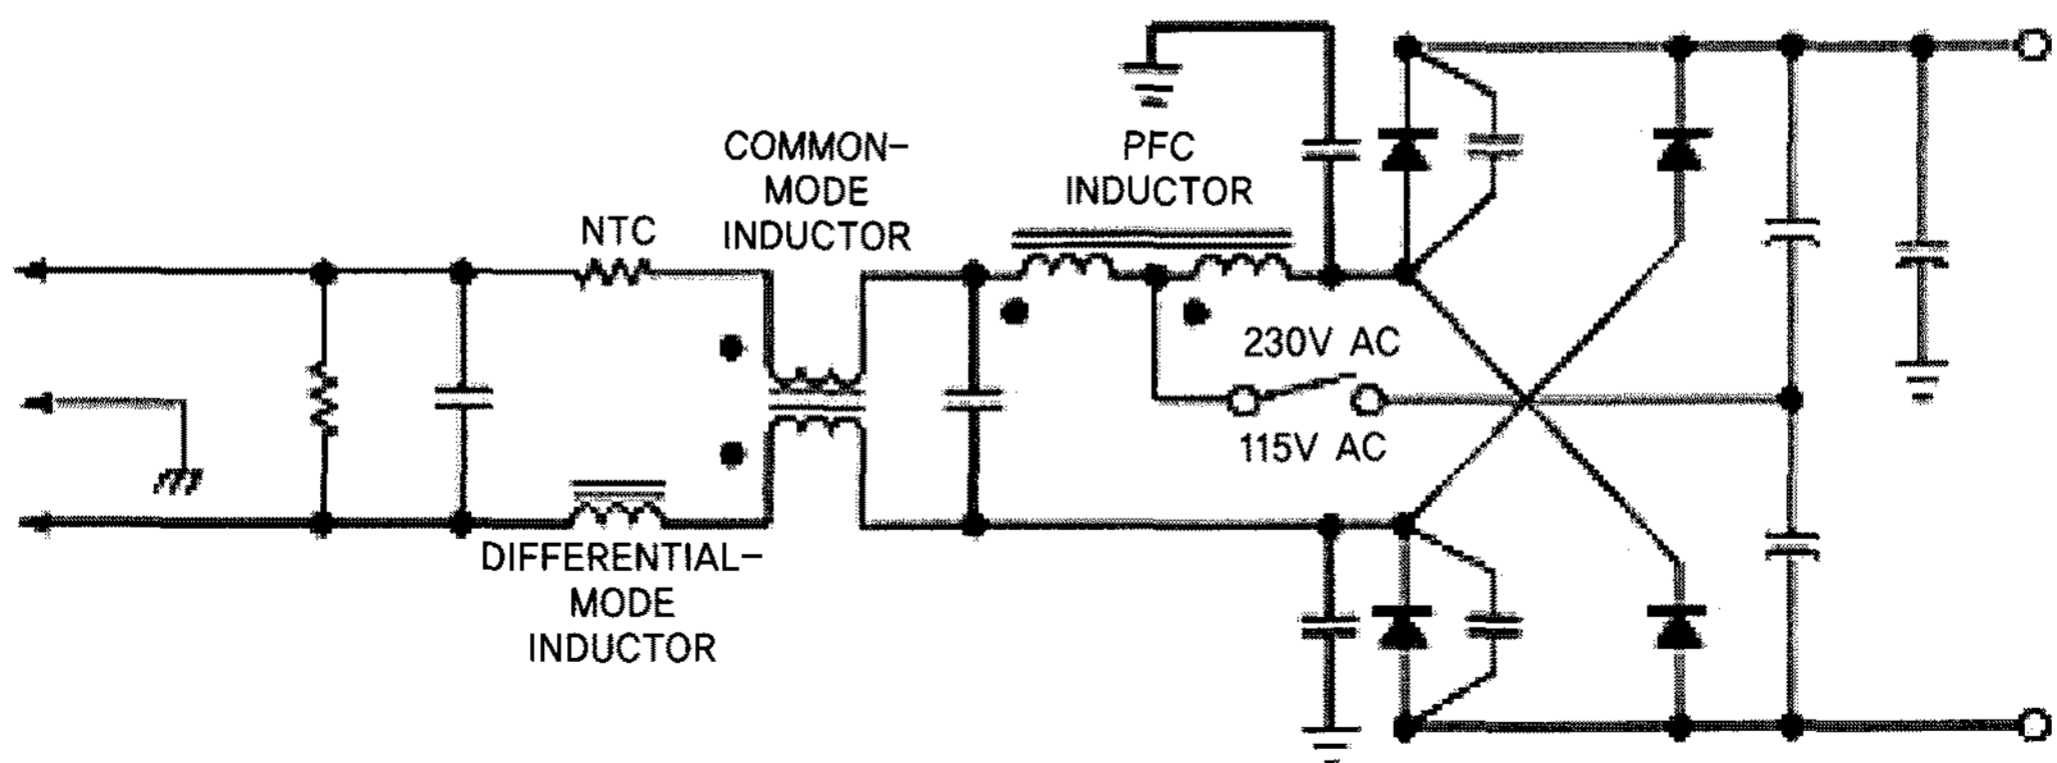 COMMON-
MODE
INDUCTOR
PFC
INDUCTOR
NTC
230V AC
115V AC
DIFFERENTIAL-
MODE
INDUCTOR